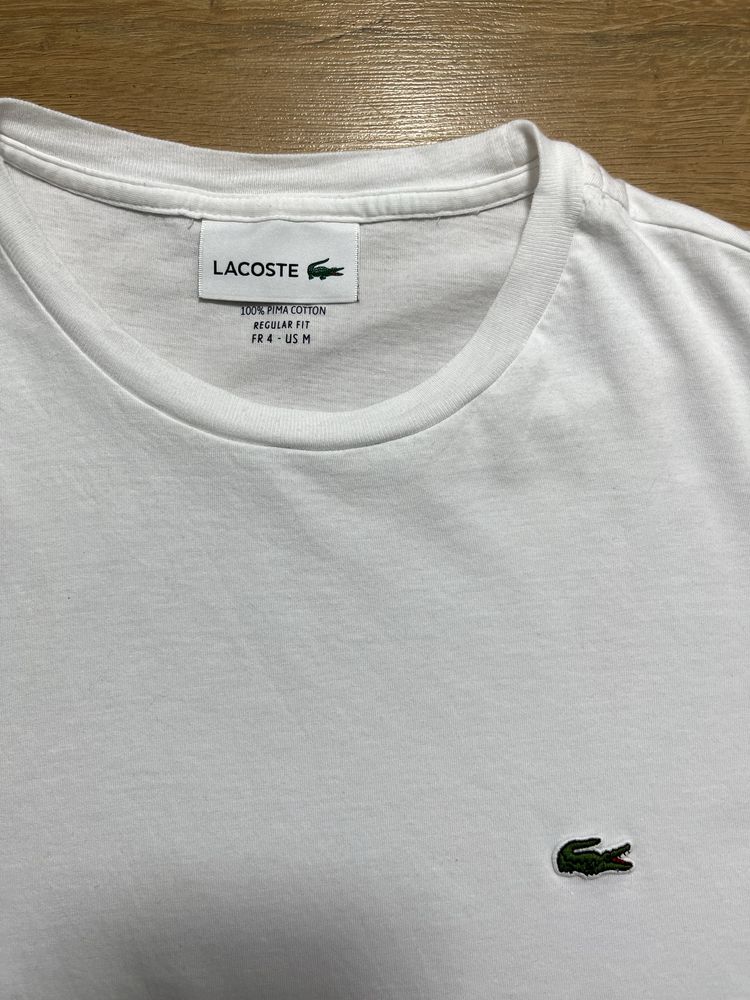 LACOSTE
100% PIMA COTTON
REGULAR FIT
FR 4 - US M